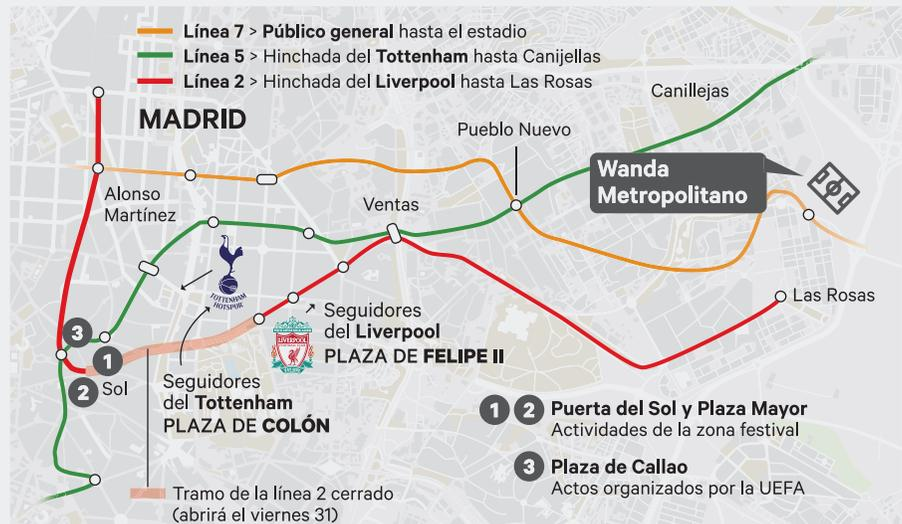 Línea 7 > Público general hasta el estadio
Línea 5 > Hinchada del Tottenham hasta Canijellas
Línea 2 > Hinchada del Liverpool hasta Las Rosas
MADRID
Canillejas
Pueblo Nuevo
Wanda
Metropolitano
Alonso
Martínez
Ventas
TOTTENHAM
HOTSPUR
Las Rosas
Seguidores
del Liverpool
PLAZA DE FELIPE II
3
1
2 Sol
Seguidores
del Tottenham
PLAZA DE COLÓN
1 2 Puerta del Sol y Plaza Mayor
Actividades de la zona festival
3 Plaza de Callao
Actos organizados por la UEFA
Tramo de la línea 2 cerrado
(abrirá el viernes 31)